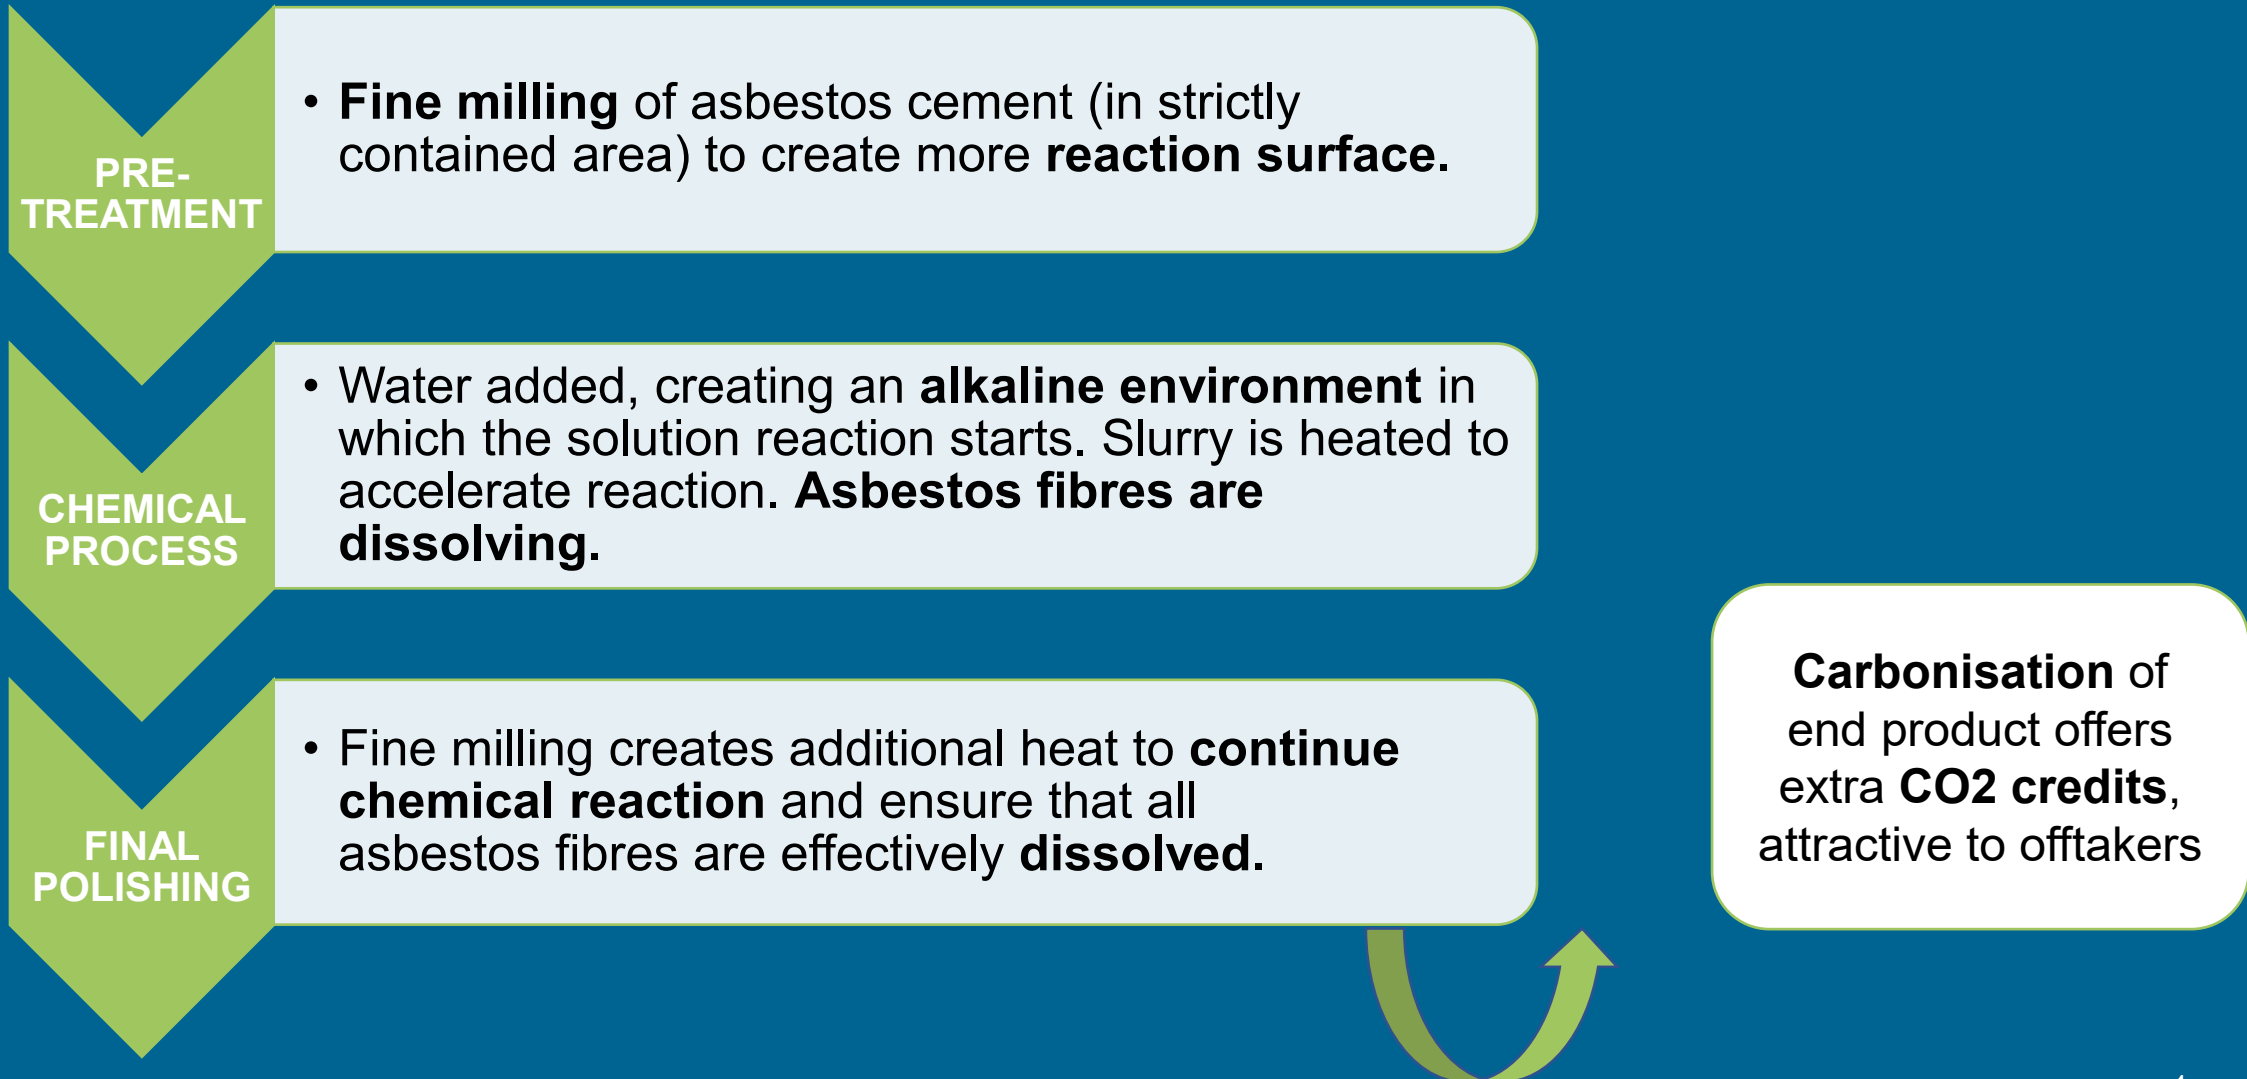 PRE-
TREATMENT
• Fine milling of asbestos cement (in strictly
contained area) to create more reaction surface.
CHEMICAL
PROCESS
• Water added, creating an alkaline environment in
which the solution reaction starts. Slurry is heated to
accelerate reaction. Asbestos fibres are
dissolving.
FINAL
POLISHING
• Fine milling creates additional heat to continue
chemical reaction and ensure that all
asbestos fibres are effectively dissolved.
Carbonisation of
end product offers
extra CO2 credits,
attractive to offtakers